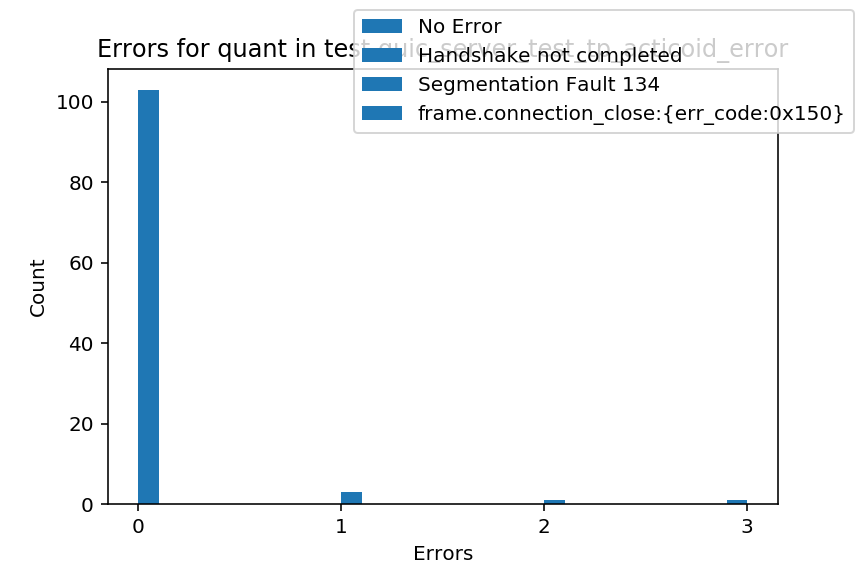 Errors for quant in test_quic_server_test_tp_acticoid_error
No Error
Handshake not completed
Segmentation Fault 134
frame.connection_close:{err_code:0x150}
Count
100
80
60
40
20
0
0 1 2 3
Errors